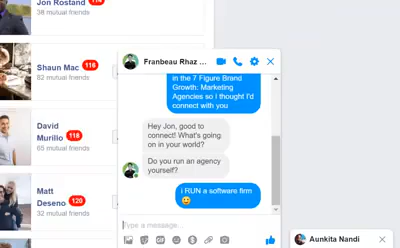 Jon Rostand
38 mutual friends
Shaun Mac 116
82 mutual friends
David
Murillo 118
65 mutual friends
Matt
Deseno 120
32 mutual friends
Franbeau Rhaz ...
in the 7 Figure Brand
Growth: Marketing
Agencies so i thought I'd
connect with you
Hey Jon, good to
connect! What's going
on in your world?
Do you run an agency
yourself?
i RUN a software firm
Type a message...
GIF
Aunkita Nandi